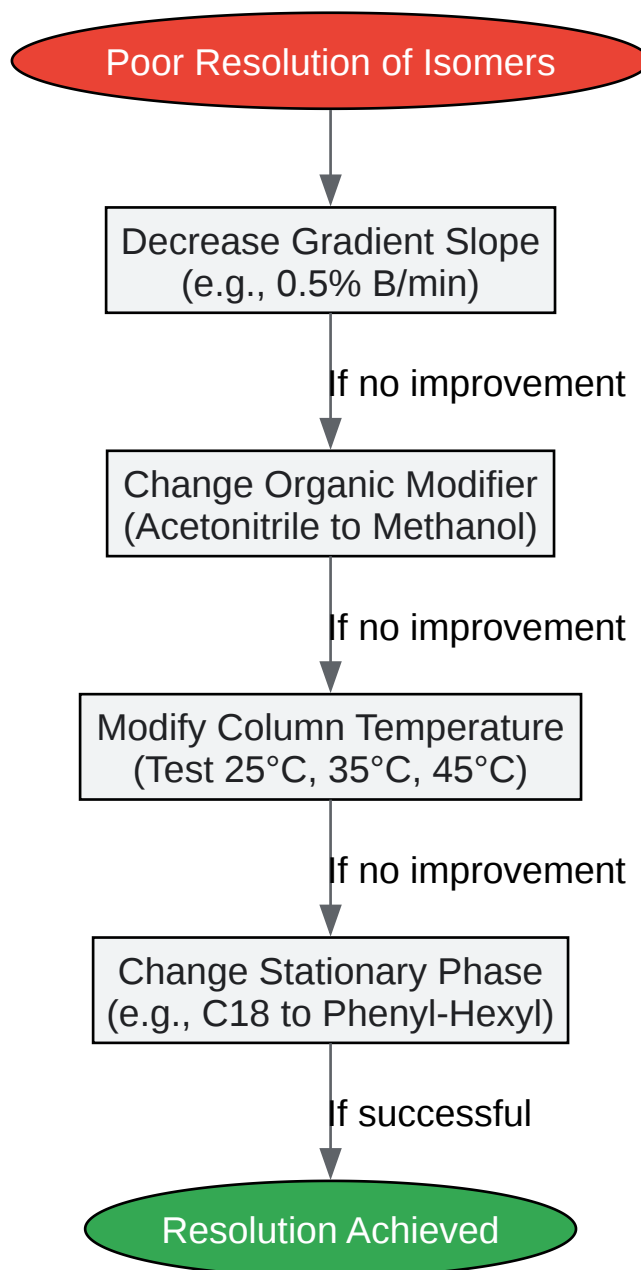 Poor Resolution of Isomers
Decrease Gradient Slope
(e.g., 0.5% B/min)
If no improvement
Change Organic Modifier
(Acetonitrile to Methanol)
If no improvement
Modify Column Temperature
(Test 25°C, 35°C, 45°C)
If no improvement
Change Stationary Phase
(e.g., C18 to Phenyl-Hexyl)
If successful
Resolution Achieved